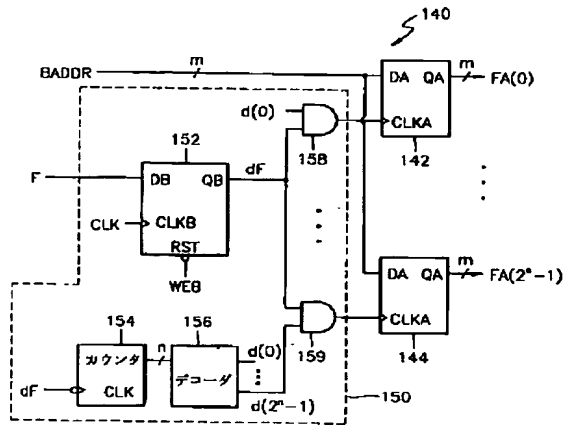 140
BADDR
m
DA QA
m
FA(0)
CLKA
142
d(0)
158
152
F
DB QB
dF
CLK
CLKB
RST
WEB
DA QA
m
FA(2ⁿ-1)
CLKA
144
159
154
n
156
カウンタ
CLK
dF
デコーダ
d(0)
d(2ⁿ-1)
150